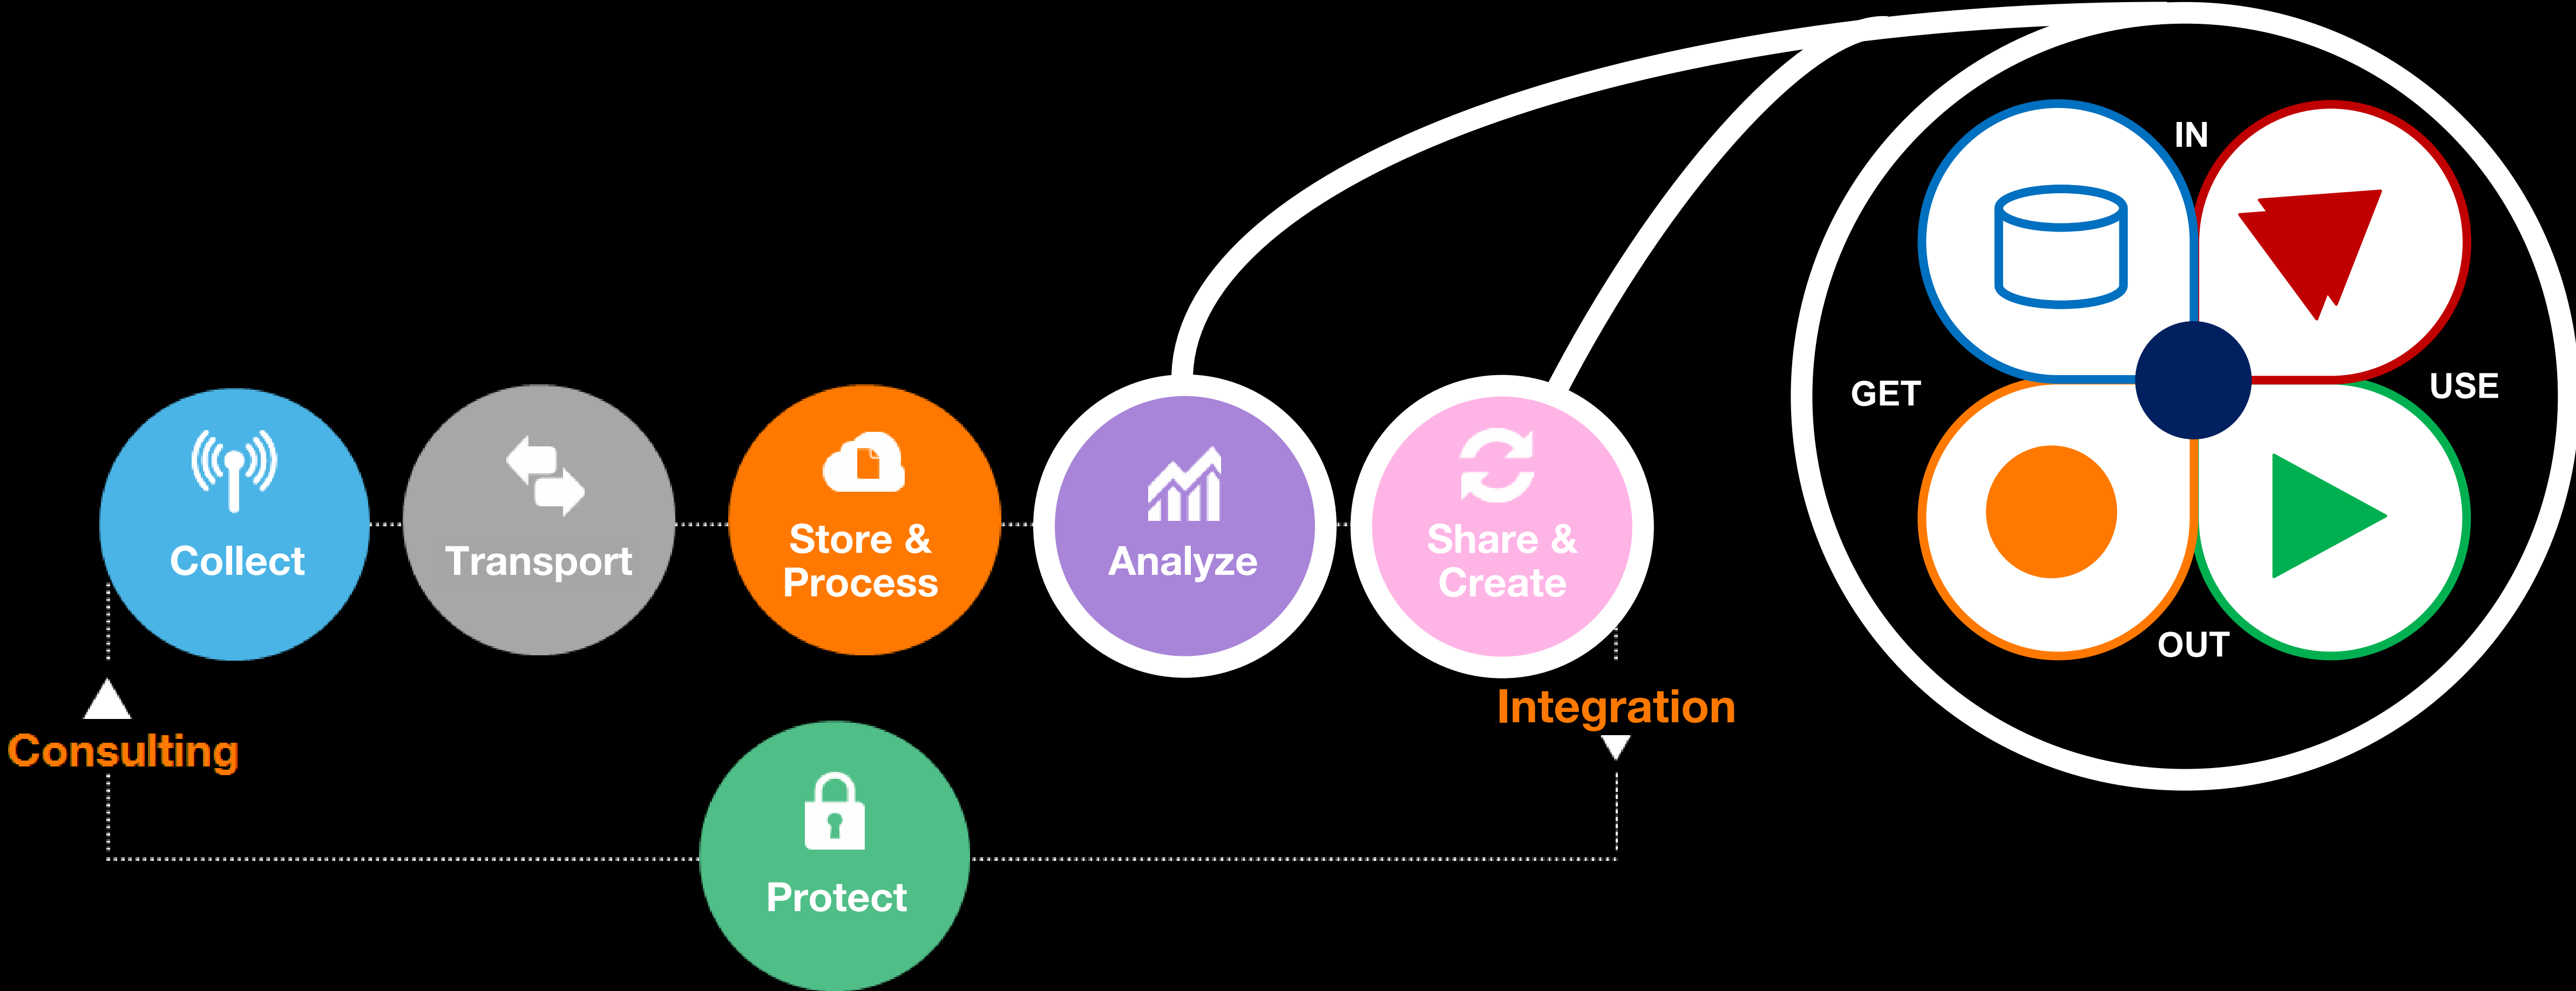 IN
GET
USE
OUT
Collect
Transport
Store &
Process
Analyze
Share &
Create
Consulting
Integration
Protect